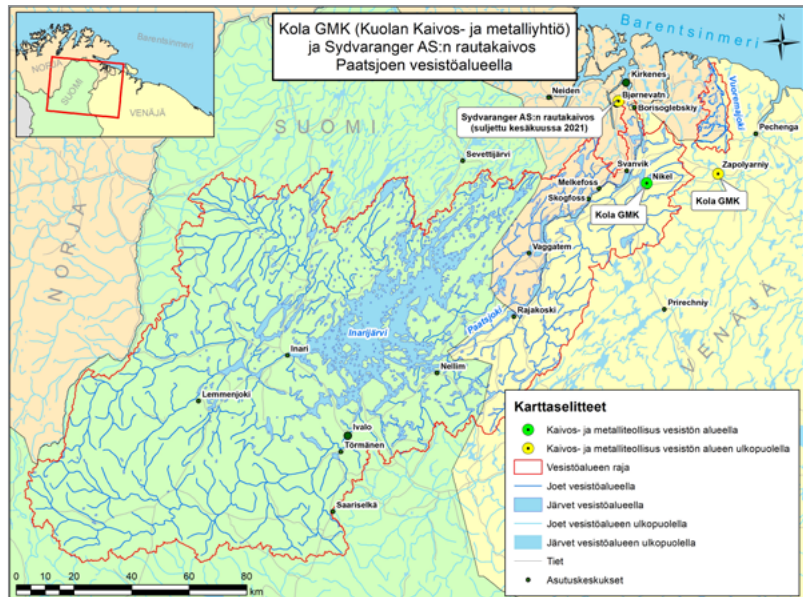 Kola GMK (Kuolan Kaivos- ja metalliyhtiö)
ja Sydvaranger AS:n rautakaivos
Paatsjoen vesistöalueella
Barentsinmeri
NORJA
SUOMI
VENÄJÄ
Barentsinmeri
N
Kirkenes
Neiden
Bjørnevatn
Borisoglebskiy
Vuoremajoki
Pechenga
Sydvaranger AS:n rautakaivos
(suljettu kesäkuussa 2021)
SUOMI
Sevettijärvi
Svanvik
Zapolyarniy
Melkefoss
Nikel
Skogfoss
Kola GMK
Kola GMK
Vaggatem
NORJA
Prirechniy
Rajakoski
Paatsjoki
VENÄJÄ
Inarijärvi
Inari
Nellim
Lemmenjoki
Ivalo
Törmänen
Saariselkä
Karttaselitteet
Kaivos- ja metalliteollisuus vesistön alueella
Kaivos- ja metalliteollisuus vesistön alueen ulkopuolella
Vesistöalueen raja
Joet vesistöalueella
Järvet vesistöalueella
Joet vesistöalueen ulkopuolella
Järvet vesistöalueen ulkopuolella
Tiet
Asutuskeskukset
0 10 20 40 60 80
km